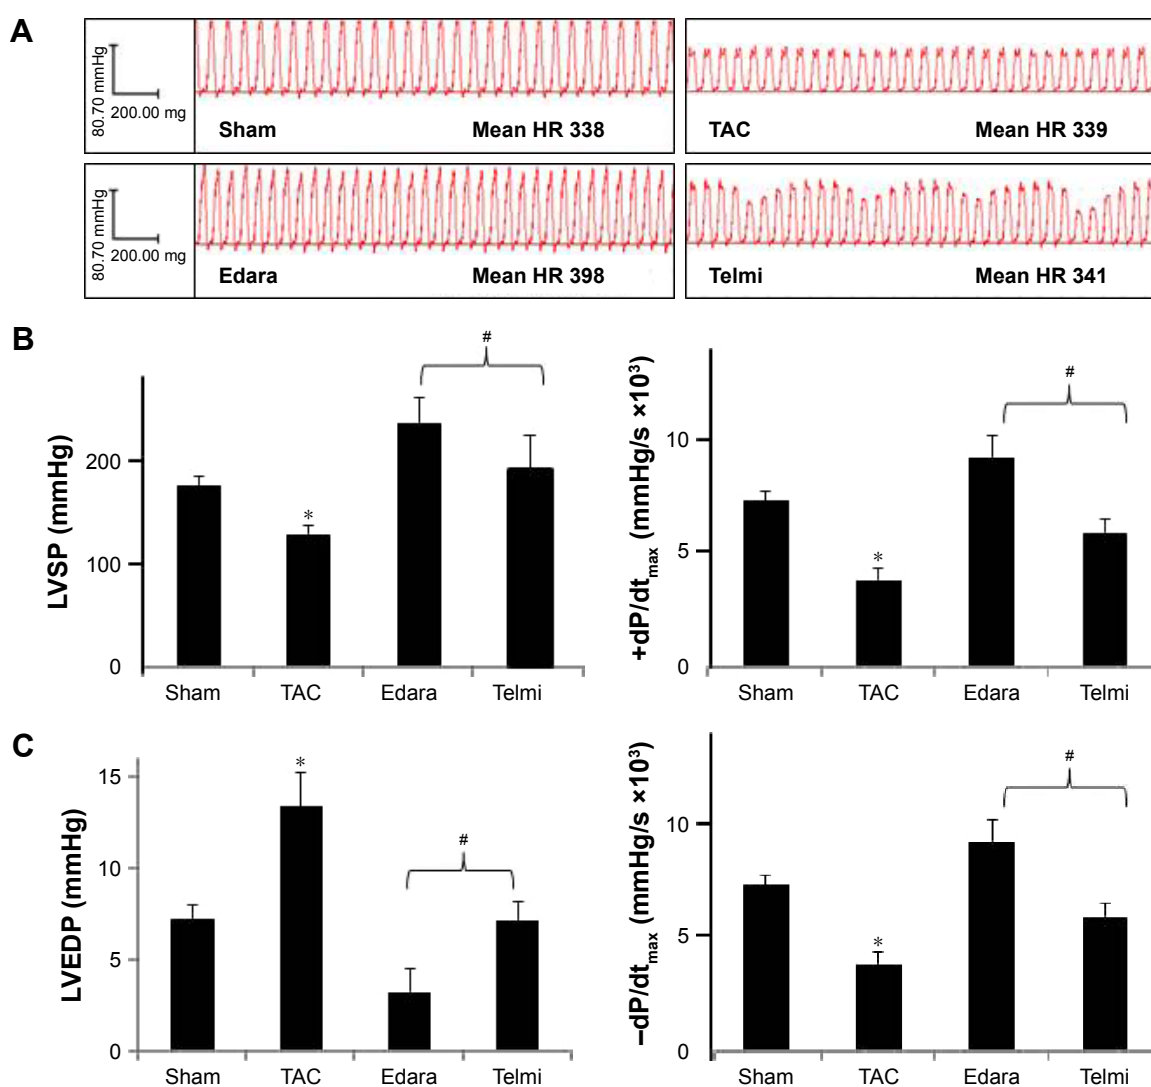 A
80.70 mmHg
200.00 mg
Sham
Mean HR 338
TAC
Mean HR 339
80.70 mmHg
200.00 mg
Edara
Mean HR 398
Telmi
Mean HR 341
B
LVSP (mmHg)
200
100
0
*
#
Sham
TAC
Edara
Telmi
+dP/dtmax (mmHg/s ×10³)
10
5
0
*
#
Sham
TAC
Edara
Telmi
C
LVEDP (mmHg)
15
10
5
0
*
#
Sham
TAC
Edara
Telmi
–dP/dtmax (mmHg/s ×10³)
10
5
0
*
#
Sham
TAC
Edara
Telmi